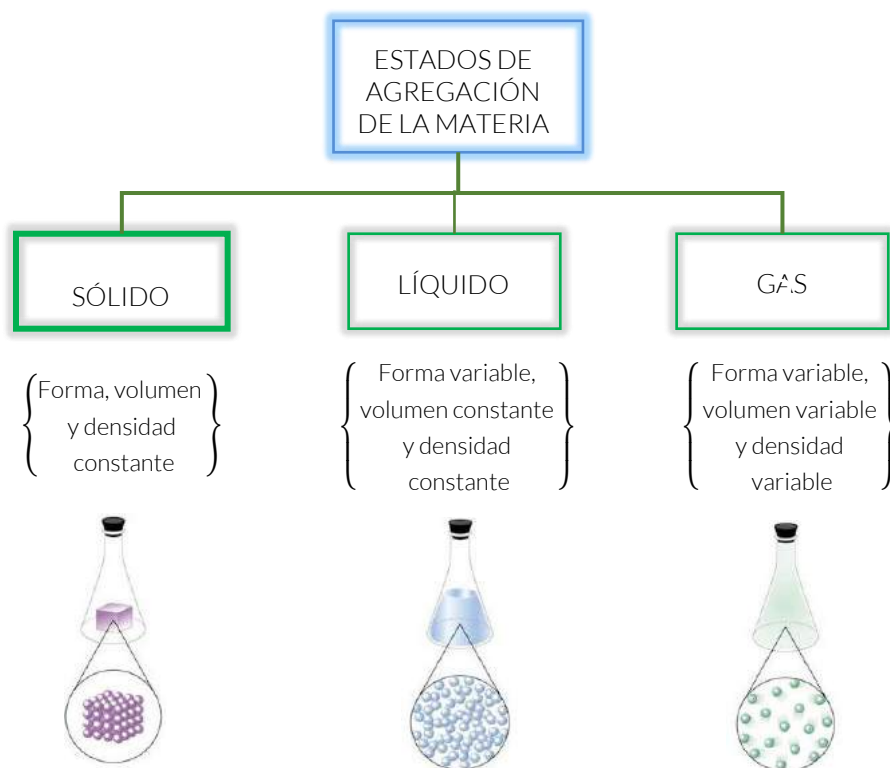 ESTADOS DE
AGREGACIÓN
DE LA MATERIA
SÓLIDO
LÍQUIDO
GAS
Forma, volumen
y densidad
constante
Forma variable,
volumen constante
y densidad
constante
Forma variable,
volumen variable
y densidad
variable